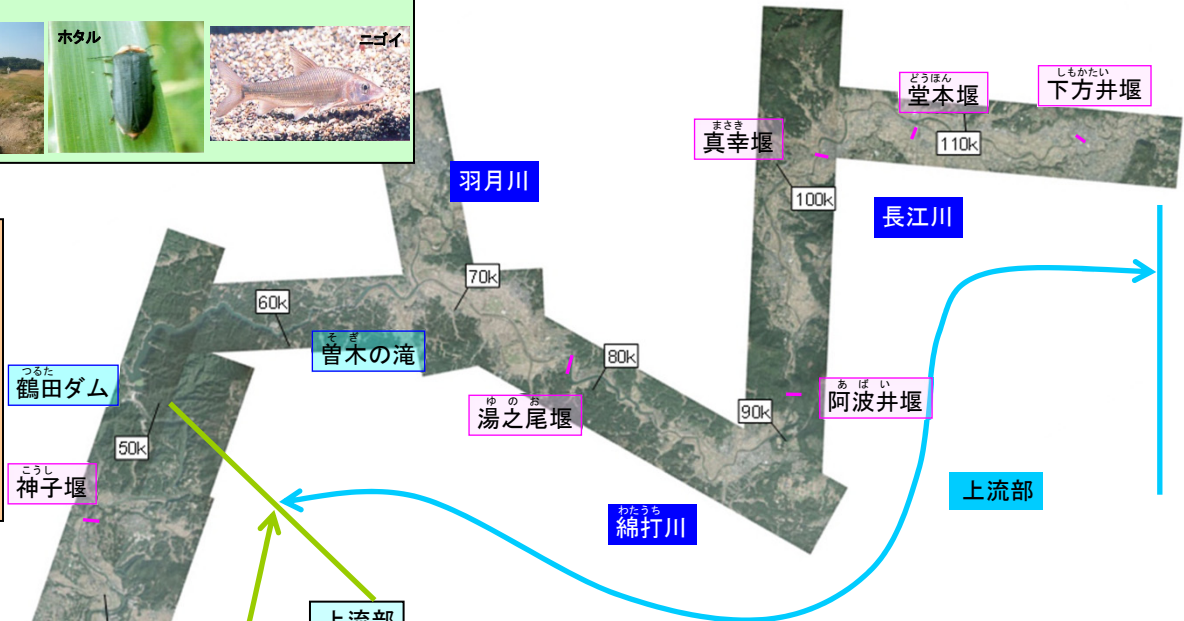 ホタル
ニゴイ
どうほん
堂本堰
しもかたい
下方井堰
まさき
真幸堰
110k
羽月川
100k
長江川
70k
60k
そぎ
曽木の滝
80k
つるた
鶴田ダム
ゆのお
湯之尾堰
あばい
阿波井堰
90k
50k
こうし
神子堰
上流部
わたうち
綿打川
上流部